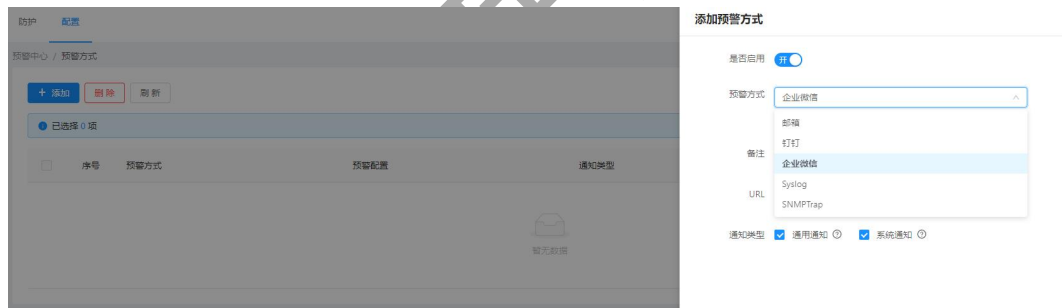 防护 配置
预警中心 / 预警方式
+ 添加 删除 刷新
已选择 0 项
序号 预警方式 预警配置 通知类型
暂无数据
添加预警方式
是否启用 开
预警方式 企业微信
邮箱
钉钉
备注
企业微信
Syslog
URL
SNMPTrap
通知类型 通用通知 系统通知